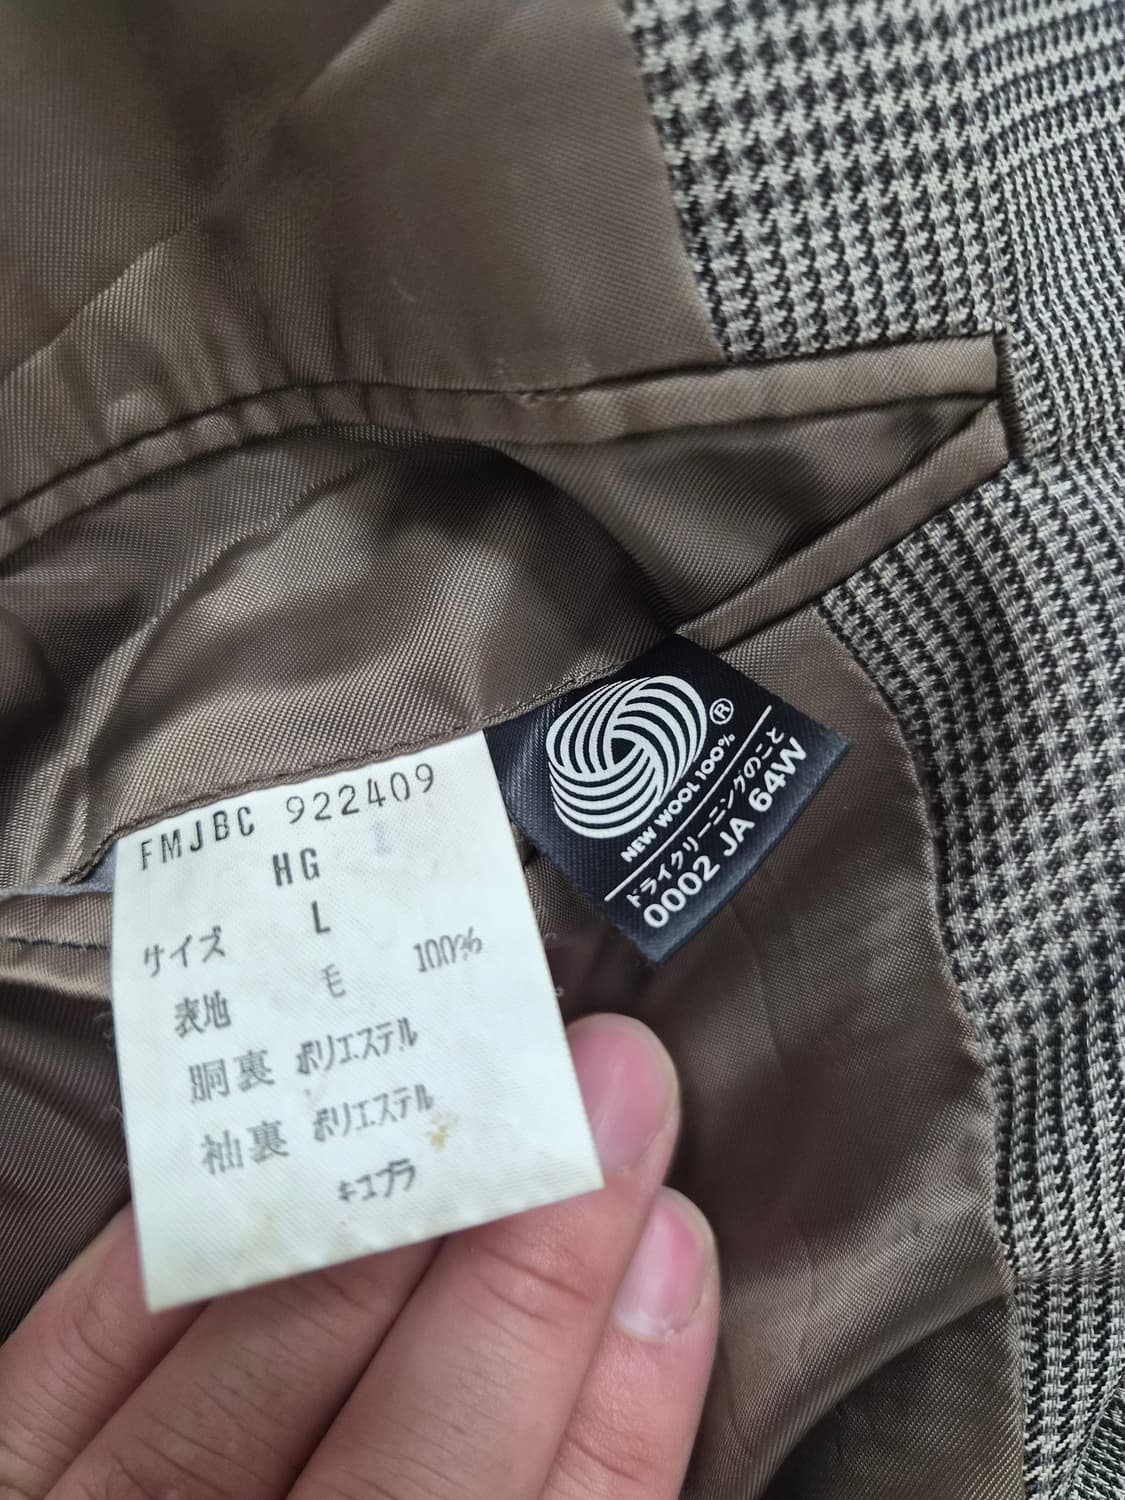 FMJBC 922409
HG
サイズ L
表地 毛 100%
胴裏 ポリエステル
袖裏 ポリエステル
キュプラ
®
NEW WOOL 100%
ドライクリーニングのこと
0002 JA 64W